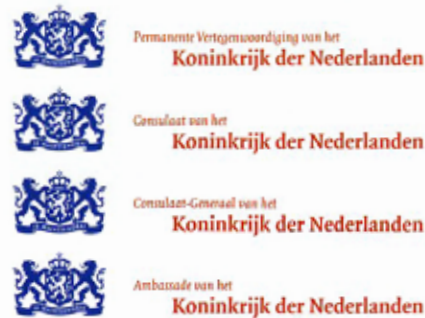 Permanente Vertegenwoordiging van het
Koninkrijk der Nederlanden
Consulaat van het
Koninkrijk der Nederlanden
Consulaat-Generaal van het
Koninkrijk der Nederlanden
Ambassade van het
Koninkrijk der Nederlanden